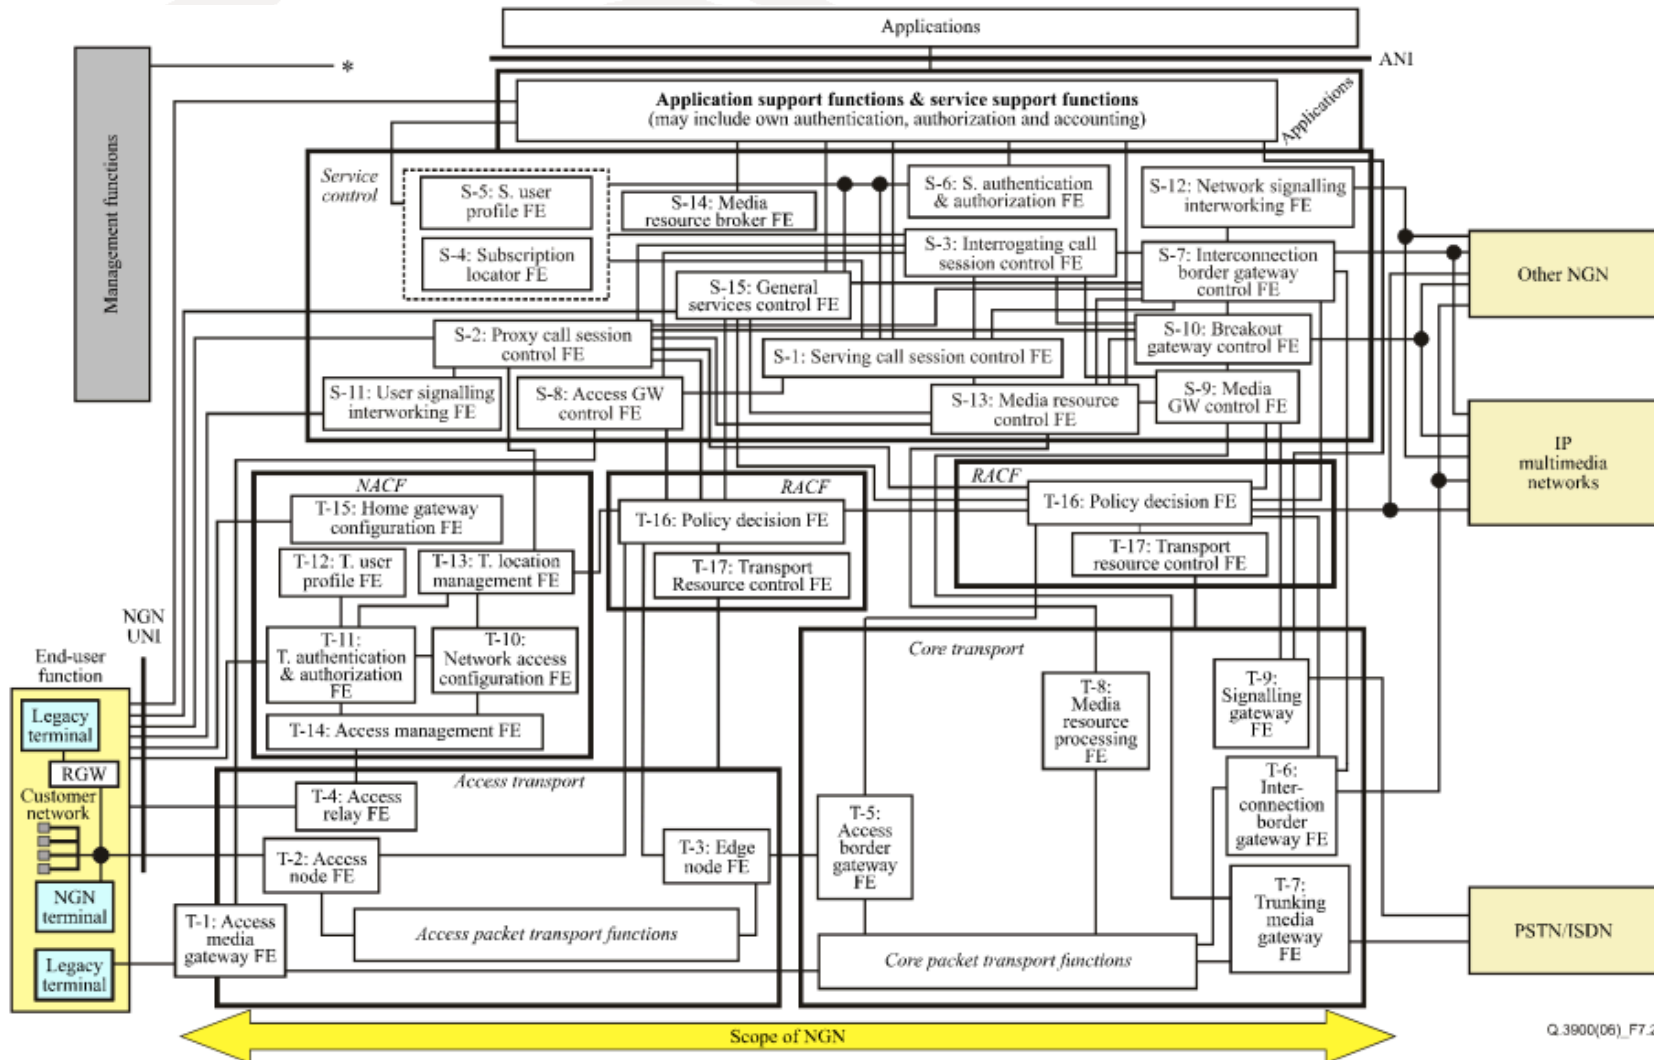 Applications
ANI
*
Management functions
Application support functions & service support functions
(may include own authentication, authorization and accounting)
Applications
Service
control
S-5: S. user
profile FE
S-4: Subscription
locator FE
S-14: Media
resource broker FE
S-6: S. authentication
& authorization FE
S-12: Network signalling
interworking FE
S-3: Interrogating call
session control FE
S-7: Interconnection
border gateway
control FE
S-15: General
services control FE
S-2: Proxy call session
control FE
S-1: Serving call session control FE
S-10: Breakout
gateway control FE
S-11: User signalling
interworking FE
S-8: Access GW
control FE
S-13: Media resource
control FE
S-9: Media
GW control FE
Other NGN
IP
multimedia
networks
NACF
T-15: Home gateway
configuration FE
T-12: T. user
profile FE
T-13: T. location
management FE
T-11:
T. authentication
& authorization
FE
T-10:
Network access
configuration FE
T-14: Access management FE
RACF
T-16: Policy decision FE
T-17: Transport
Resource control FE
RACF
T-16: Policy decision FE
T-17: Transport
resource control FE
NGN
UNI
End-user
function
Legacy
terminal
RGW
Customer
network
NGN
terminal
Legacy
terminal
Access transport
T-4: Access
relay FE
T-2: Access
node FE
T-3: Edge
node FE
T-1: Access
media
gateway FE
Access packet transport functions
Core transport
T-5:
Access
border
gateway
FE
T-8:
Media
resource
processing
FE
T-9:
Signalling
gateway
FE
T-6:
Inter-
connection
border
gateway FE
T-7:
Trunking
media
gateway
FE
Core packet transport functions
PSTN/ISDN
Scope of NGN
Q.3900(06)_F7.2